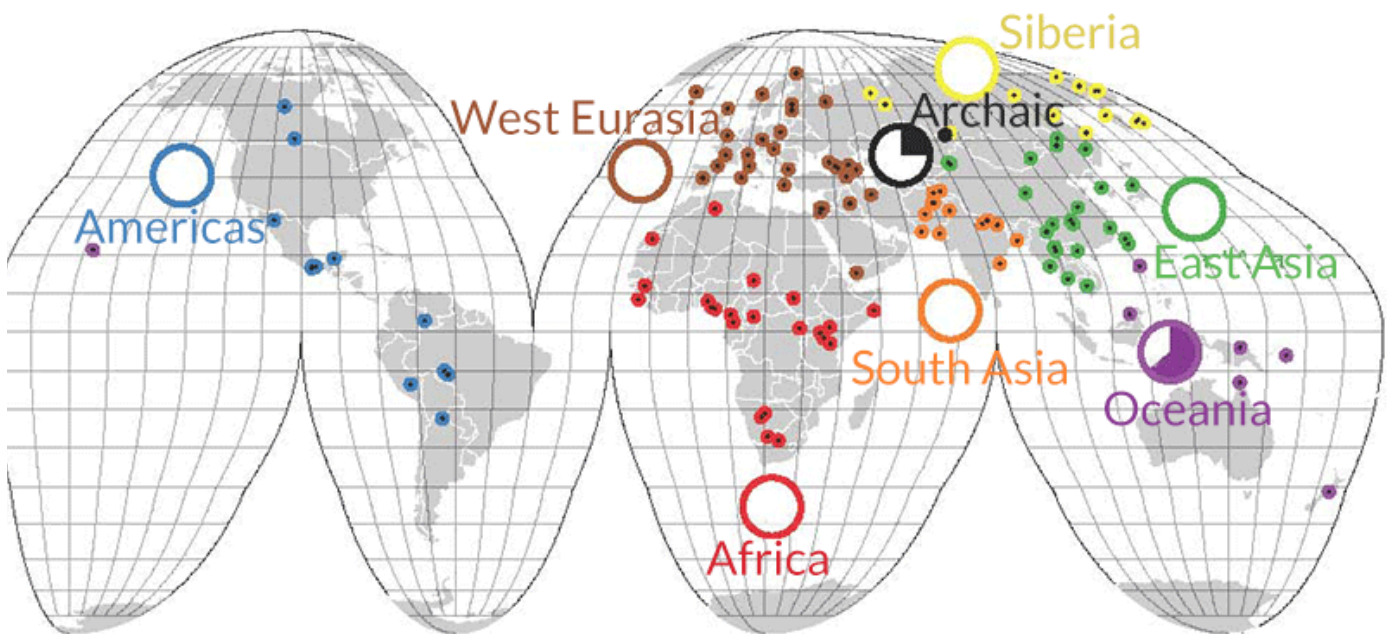 Siberia
West Eurasia
Archaic
Americas
East Asia
South Asia
Oceania
Africa